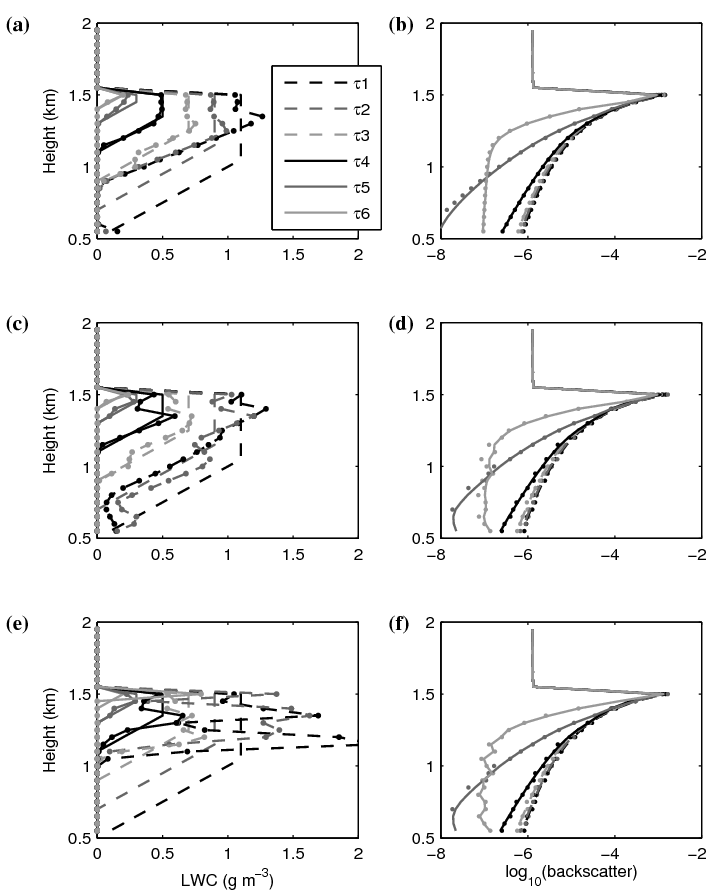 (a)
2
1.5
1
0.5
Height (km)
0 0.5 1 1.5 2
τ1
τ2
τ3
τ4
τ5
τ6
(b)
2
1.5
1
0.5
−8 −6 −4 −2
(c)
2
1.5
1
0.5
Height (km)
0 0.5 1 1.5 2
(d)
2
1.5
1
0.5
−8 −6 −4 −2
(e)
2
1.5
1
0.5
Height (km)
0 0.5 1 1.5 2
LWC (g m⁻³)
(f)
2
1.5
1
0.5
−8 −6 −4 −2
log₁₀(backscatter)